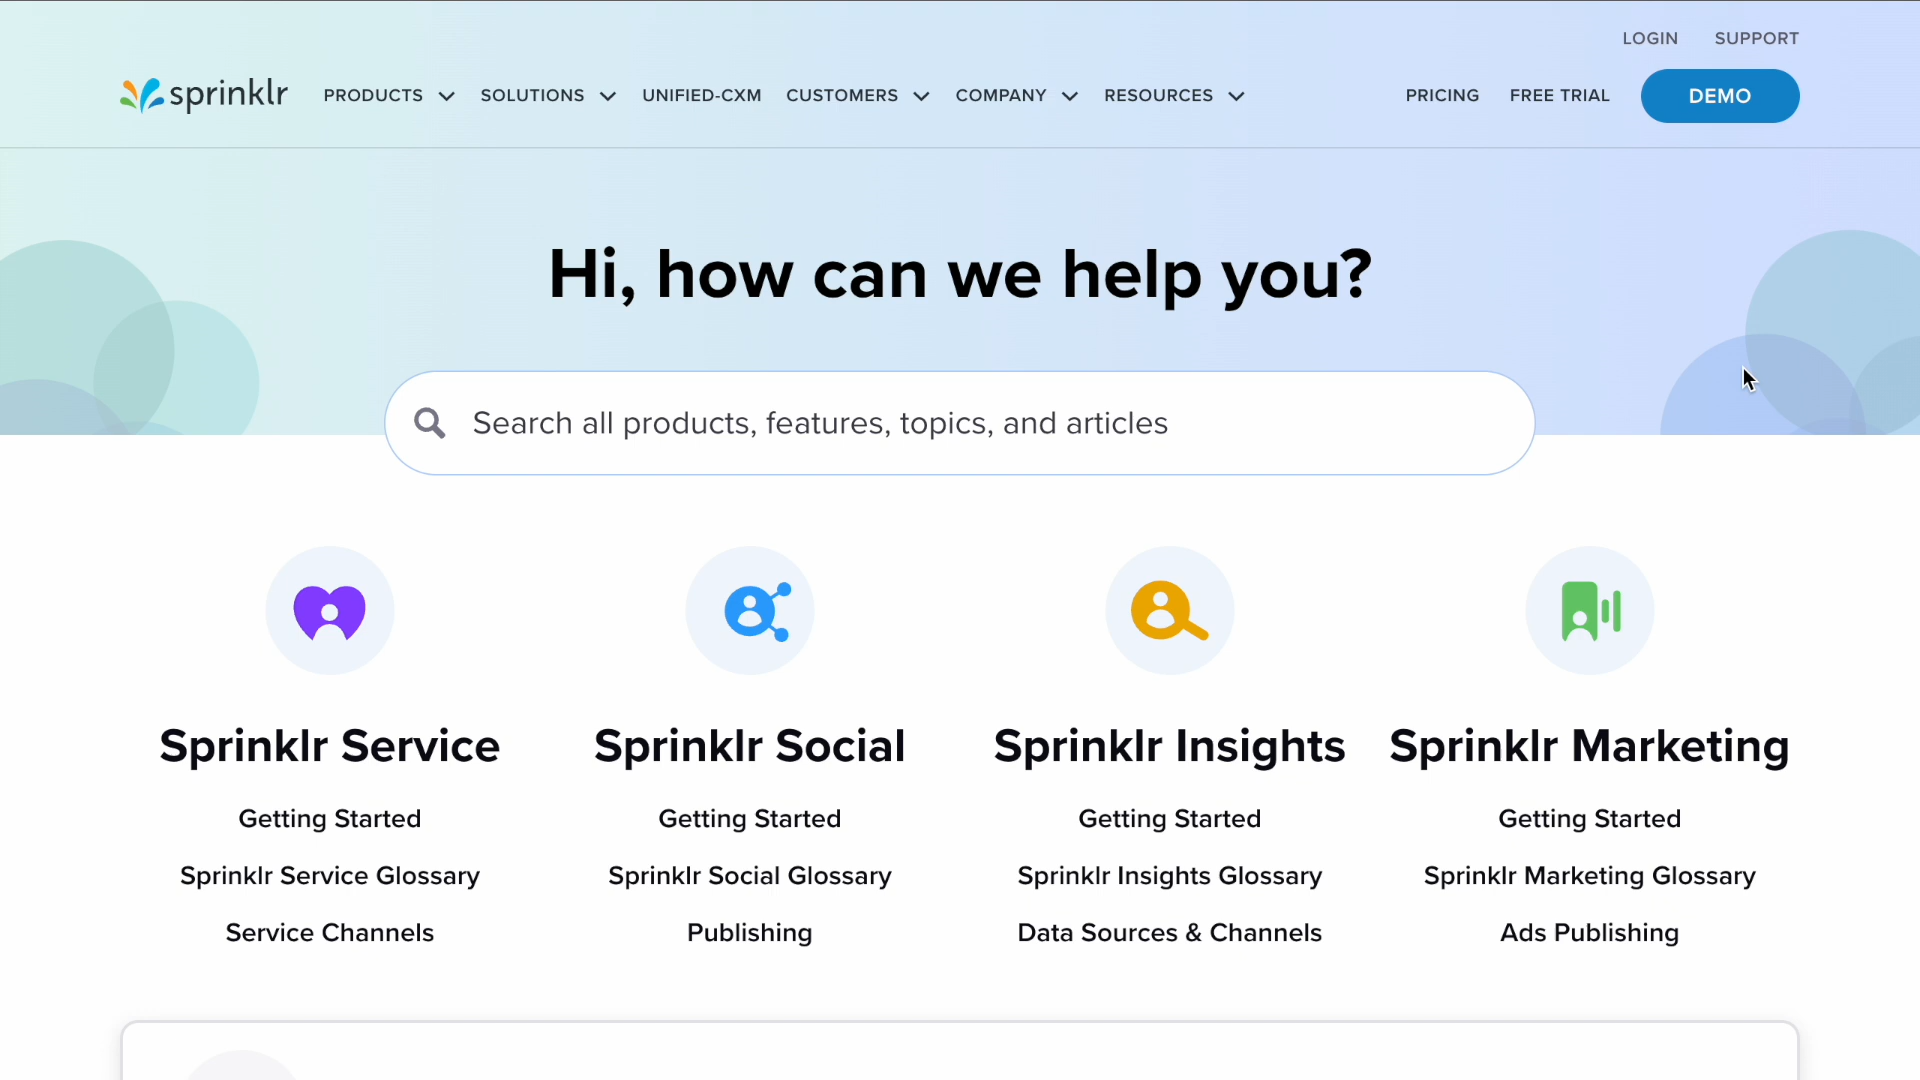 LOGIN SUPPORT
sprinklr PRODUCTS SOLUTIONS UNIFIED-CXM CUSTOMERS COMPANY RESOURCES PRICING FREE TRIAL DEMO
Hi, how can we help you?
Search all products, features, topics, and articles
Sprinklr Service
Getting Started
Sprinklr Service Glossary
Service Channels
Sprinklr Social
Getting Started
Sprinklr Social Glossary
Publishing
Sprinklr Insights
Getting Started
Sprinklr Insights Glossary
Data Sources & Channels
Sprinklr Marketing
Getting Started
Sprinklr Marketing Glossary
Ads Publishing